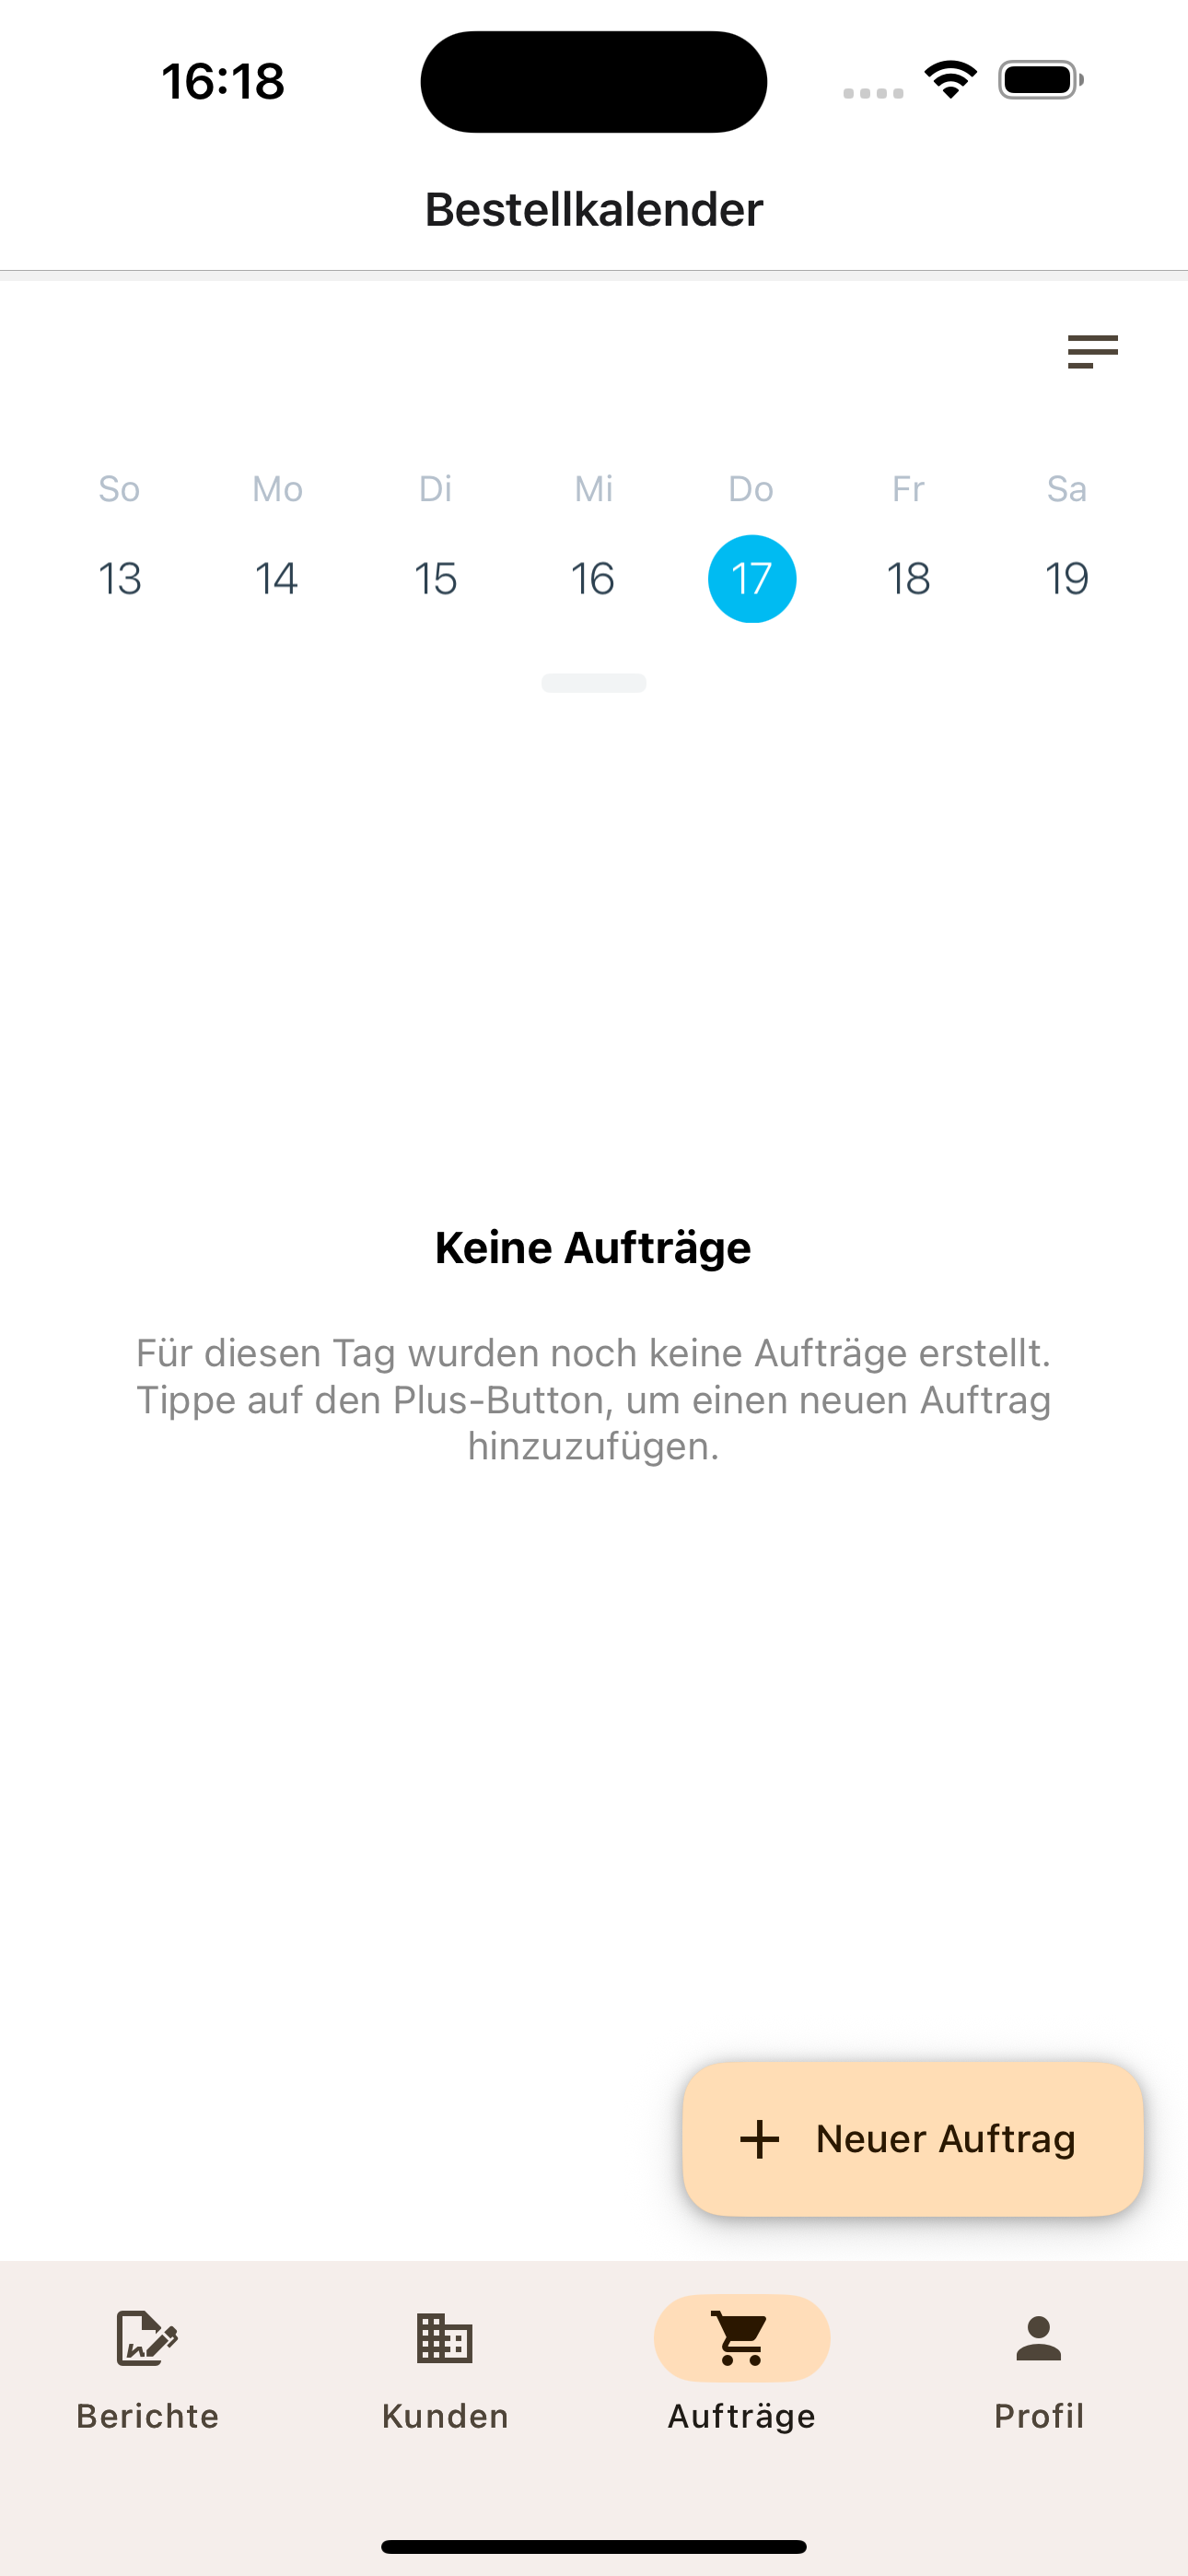 16:18
Bestellkalender
So Mo Di Mi Do Fr Sa
13 14 15 16 17 18 19
Keine Aufträge
Für diesen Tag wurden noch keine Aufträge erstellt.
Tippe auf den Plus-Button, um einen neuen Auftrag
hinzuzufügen.
Neuer Auftrag
Berichte Kunden Aufträge Profil